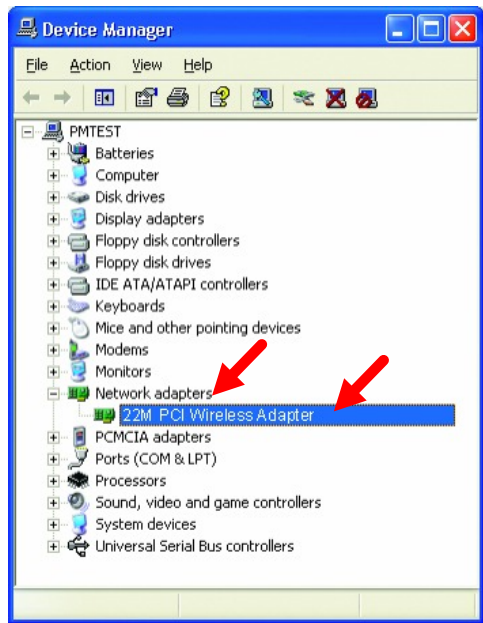 Device Manager
File Action View Help
PMTEST
Batteries
Computer
Disk drives
Display adapters
Floppy disk controllers
Floppy disk drives
IDE ATA/ATAPI controllers
Keyboards
Mice and other pointing devices
Modems
Monitors
Network adapters
22M PCI Wireless Adapter
PCMCIA adapters
Ports (COM & LPT)
Processors
Sound, video and game controllers
System devices
Universal Serial Bus controllers